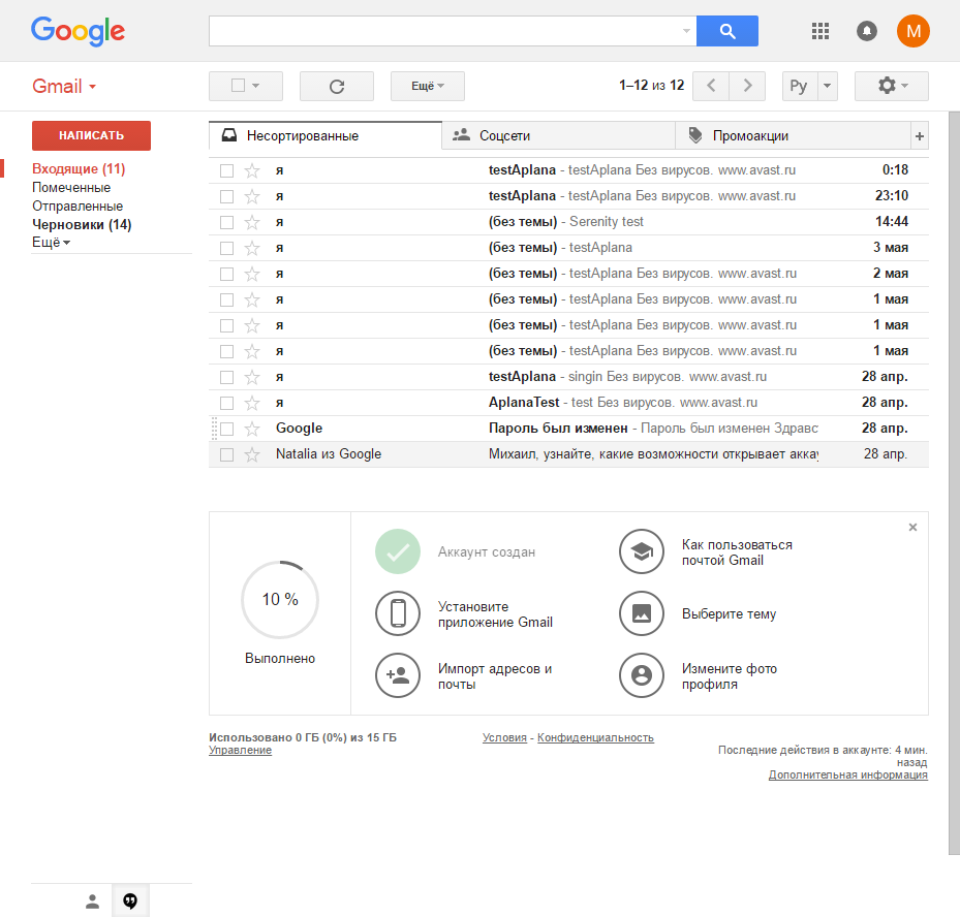 Google
M
Gmail
Ещё
1–12 из 12
Ру
НАПИСАТЬ
Входящие (11)
Помеченные
Отправленные
Черновики (14)
Ещё
Несортированные
Соцсети
Промоакции
+
я testAplana - testAplana Без вирусов. www.avast.ru 0:18
я testAplana - testAplana Без вирусов. www.avast.ru 23:10
я (без темы) - Serenity test 14:44
я (без темы) - testAplana 3 мая
я (без темы) - testAplana Без вирусов. www.avast.ru 2 мая
я (без темы) - testAplana Без вирусов. www.avast.ru 1 мая
я (без темы) - testAplana Без вирусов. www.avast.ru 1 мая
я (без темы) - testAplana Без вирусов. www.avast.ru 1 мая
я testAplana - singin Без вирусов. www.avast.ru 28 апр.
я AplanaTest - test Без вирусов. www.avast.ru 28 апр.
Google Пароль был изменен - Пароль был изменен Здравс 28 апр.
Natalia из Google Михаил, узнайте, какие возможности открывает акка 28 апр.
10 %
Выполнено
Аккаунт создан
Как пользоваться
почтой Gmail
Установите
приложение Gmail
Выберите тему
Импорт адресов и
почты
Измените фото
профиля
Использовано 0 ГБ (0%) из 15 ГБ
Управление
Условия - Конфиденциальность
Последние действия в аккаунте: 4 мин.
назад
Дополнительная информация